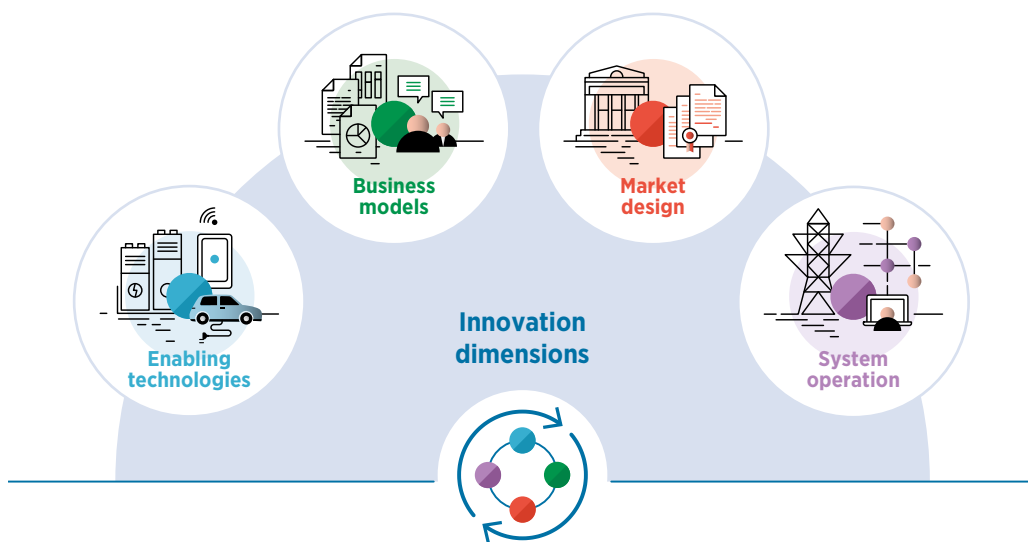 Business
models
Market
design
Enabling
technologies
Innovation
dimensions
System
operation